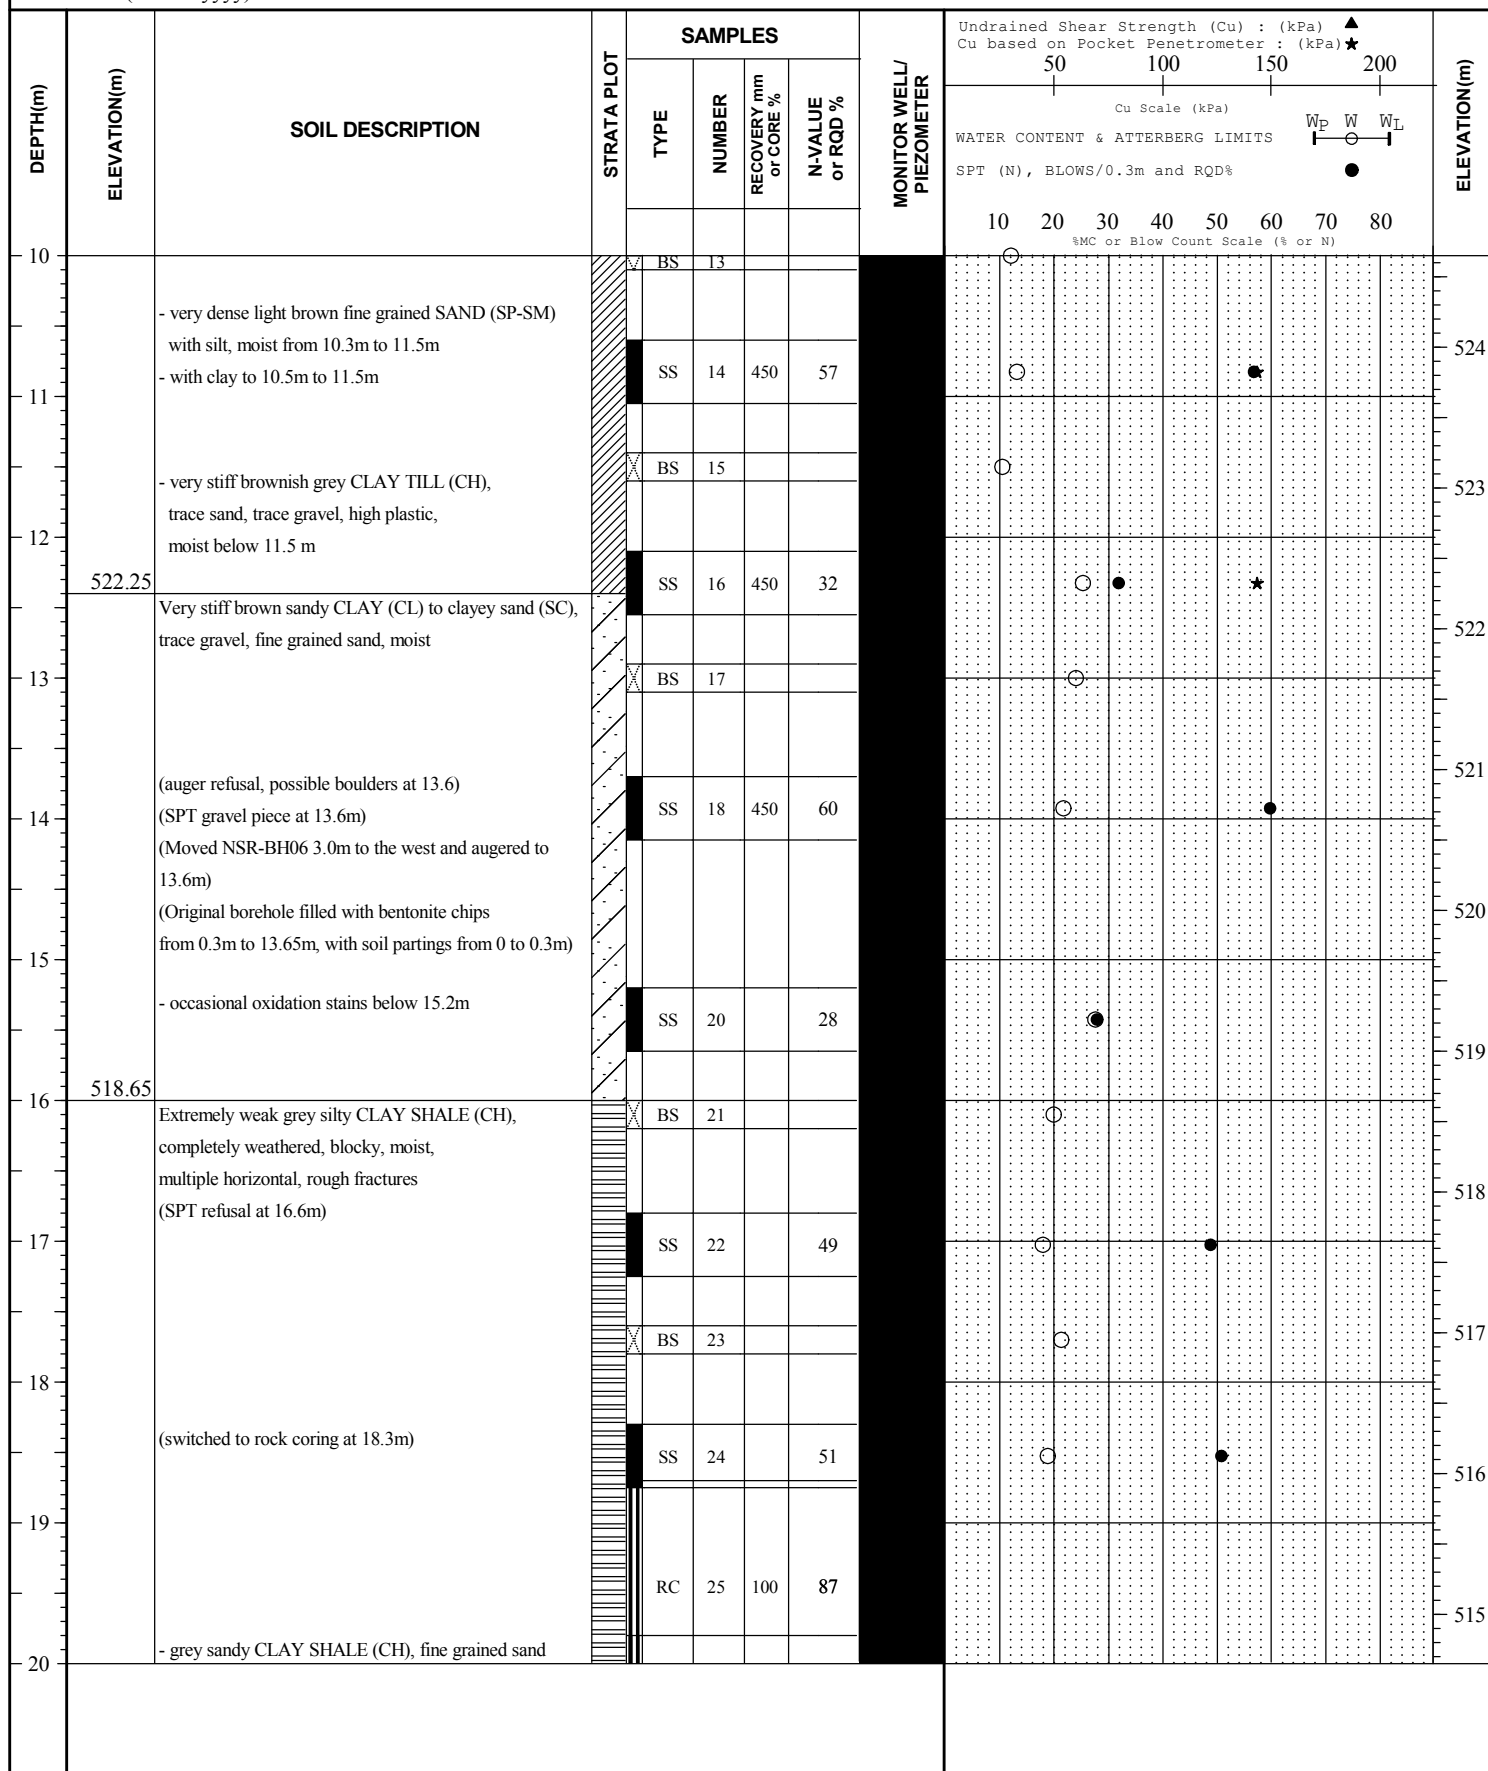 DEPTH(m)
ELEVATION(m)
SOIL DESCRIPTION
STRATA PLOT
SAMPLES
TYPE
NUMBER
RECOVERY mm
or CORE %
N-VALUE
or RQD %
MONITOR WELL/
PIEZOMETER
Undrained Shear Strength (Cu) : (kPa)
Cu based on Pocket Penetrometer : (kPa)
50 100 150 200
Cu Scale (kPa)
WATER CONTENT & ATTERBERG LIMITS
WP W WL
SPT (N), BLOWS/0.3m and RQD%
10 20 30 40 50 60 70 80
%MC or Blow Count Scale (% or N)
ELEVATION(m)
10
BS 13
- very dense light brown fine grained SAND (SP-SM)
with silt, moist from 10.3m to 11.5m
524
SS 14 450 57
- with clay to 10.5m to 11.5m
11
BS 15
- very stiff brownish grey CLAY TILL (CH),
523
trace sand, trace gravel, high plastic,
12
moist below 11.5 m
522.25
SS 16 450 32
Very stiff brown sandy CLAY (CL) to clayey sand (SC),
522
trace gravel, fine grained sand, moist
13
BS 17
521
(auger refusal, possible boulders at 13.6)
SS 18 450 60
(SPT gravel piece at 13.6m)
14
(Moved NSR-BH06 3.0m to the west and augered to
13.6m)
520
(Original borehole filled with bentonite chips
from 0.3m to 13.65m, with soil partings from 0 to 0.3m)
15
- occasional oxidation stains below 15.2m
SS 20 28
519
518.65
16
Extremely weak grey silty CLAY SHALE (CH),
BS 21
completely weathered, blocky, moist,
multiple horizontal, rough fractures
518
(SPT refusal at 16.6m)
17
SS 22 49
517
BS 23
18
(switched to rock coring at 18.3m)
SS 24 51
516
19
RC 25 100 87
515
- grey sandy CLAY SHALE (CH), fine grained sand
20